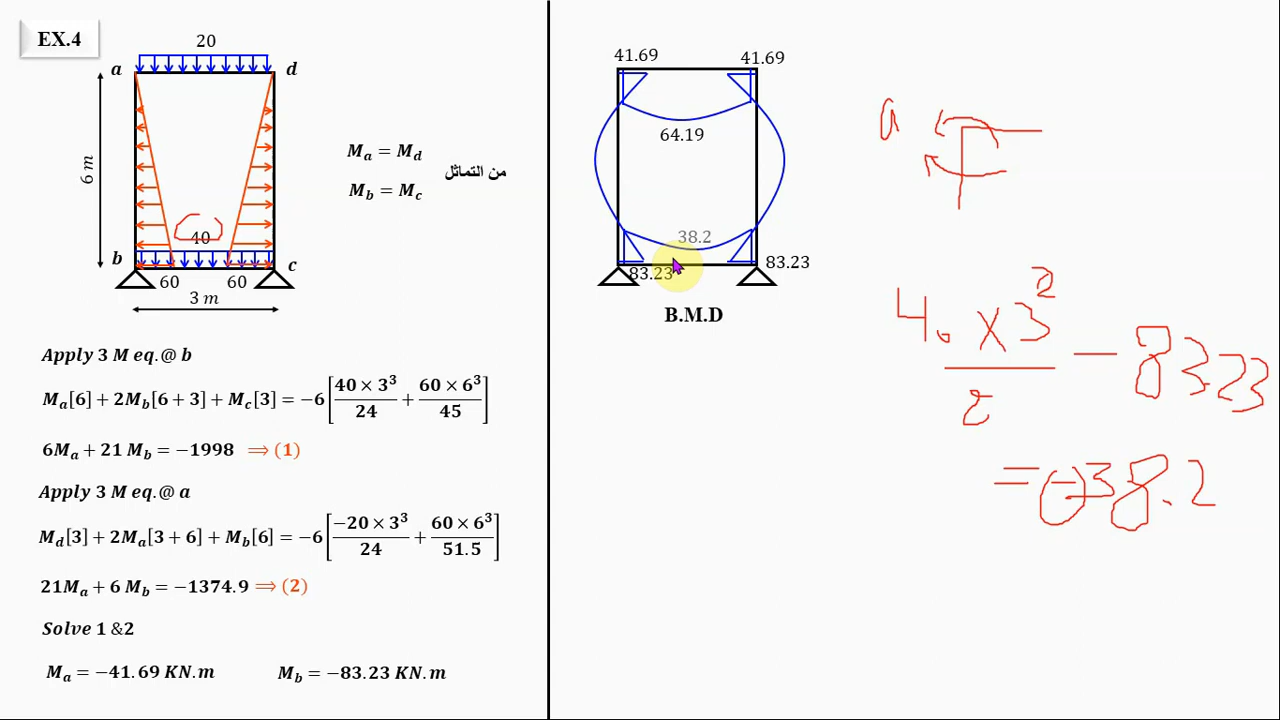 EX.4
20
a d
6 m
40
b c
60 60
3 m
M_a = M_d
M_b = M_c
من التماثل
Apply 3 M eq.@ b
M_a[6] + 2M_b[6 + 3] + M_c[3] = −6[40 × 3³/24 + 60 × 6³/45]
6M_a + 21 M_b = −1998 ⟹ (1)
Apply 3 M eq.@ a
M_d[3] + 2M_a[3 + 6] + M_b[6] = −6[−20 × 3³/24 + 60 × 6³/51.5]
21M_a + 6 M_b = −1374.9 ⟹ (2)
Solve 1 &2
M_a = −41.69 KN.m M_b = −83.23 KN.m
41.69 41.69
64.19
38.2
83.23 83.23
B.M.D
a
40 × 3²/2 − 83.23
= −38.2